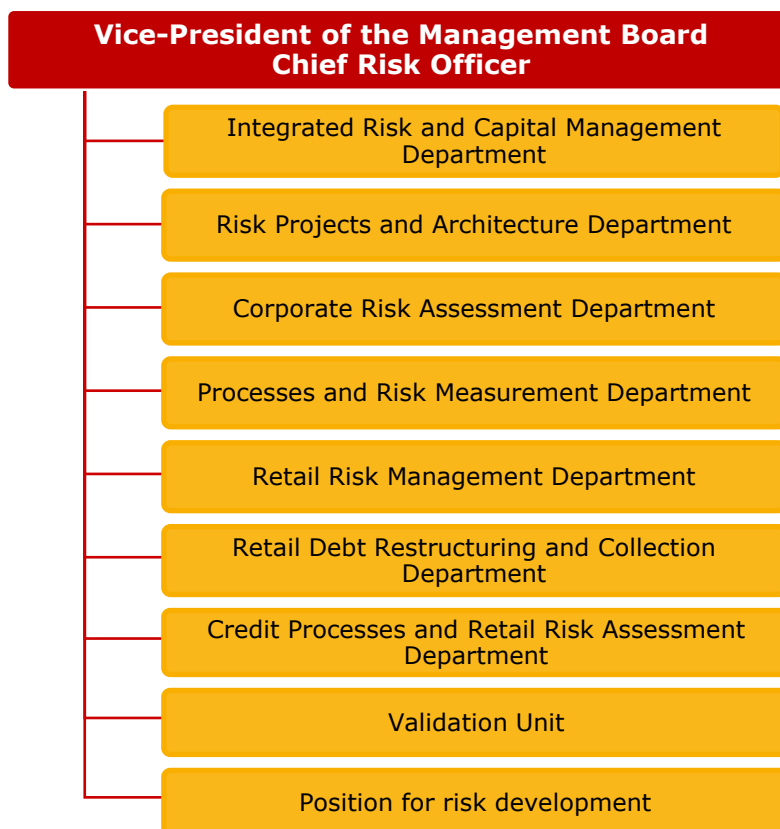 Vice-President of the Management Board
Chief Risk Officer
Integrated Risk and Capital Management
Department
Risk Projects and Architecture Department
Corporate Risk Assessment Department
Processes and Risk Measurement Department
Retail Risk Management Department
Retail Debt Restructuring and Collection
Department
Credit Processes and Retail Risk Assessment
Department
Validation Unit
Position for risk development